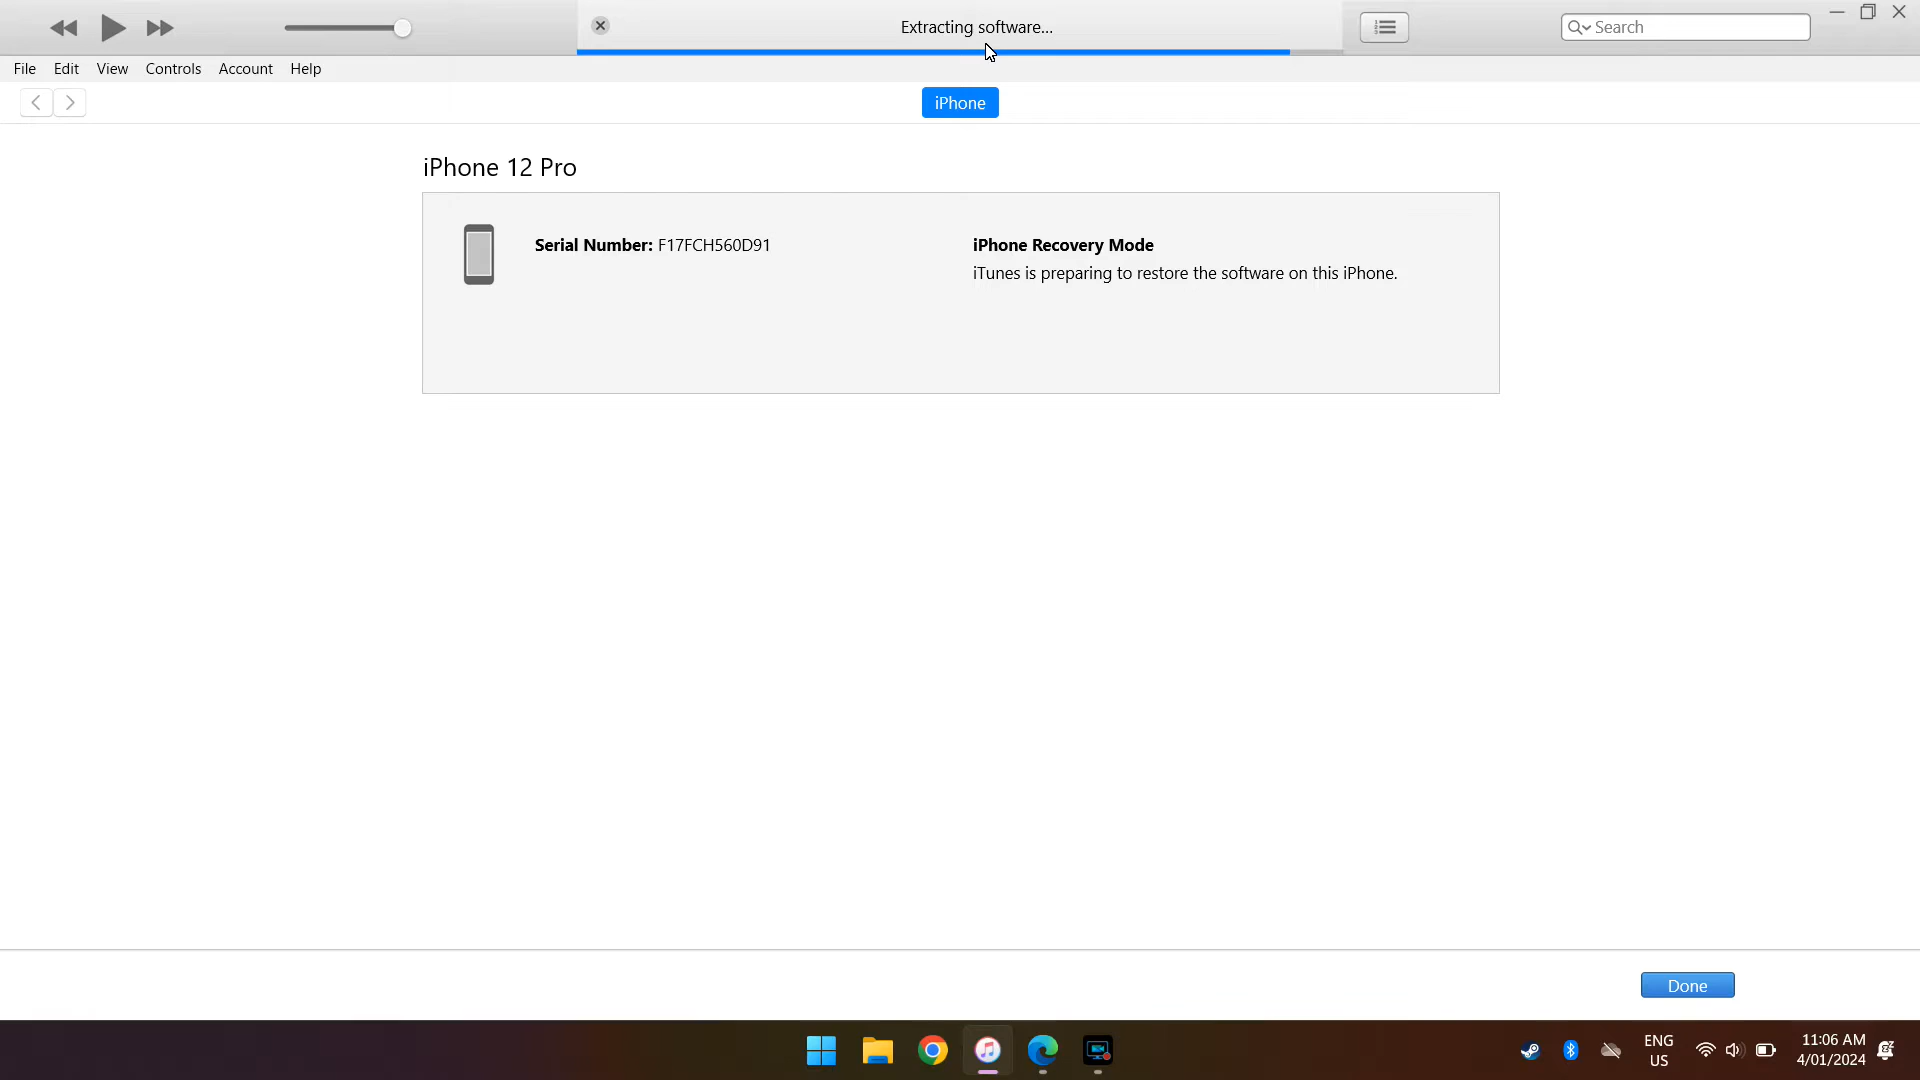 Extracting software...
Search
File Edit View Controls Account Help
iPhone
iPhone 12 Pro
Serial Number: F17FCH560D91
iPhone Recovery Mode
iTunes is preparing to restore the software on this iPhone.
Done
ENG
US
11:06 AM
4/01/2024